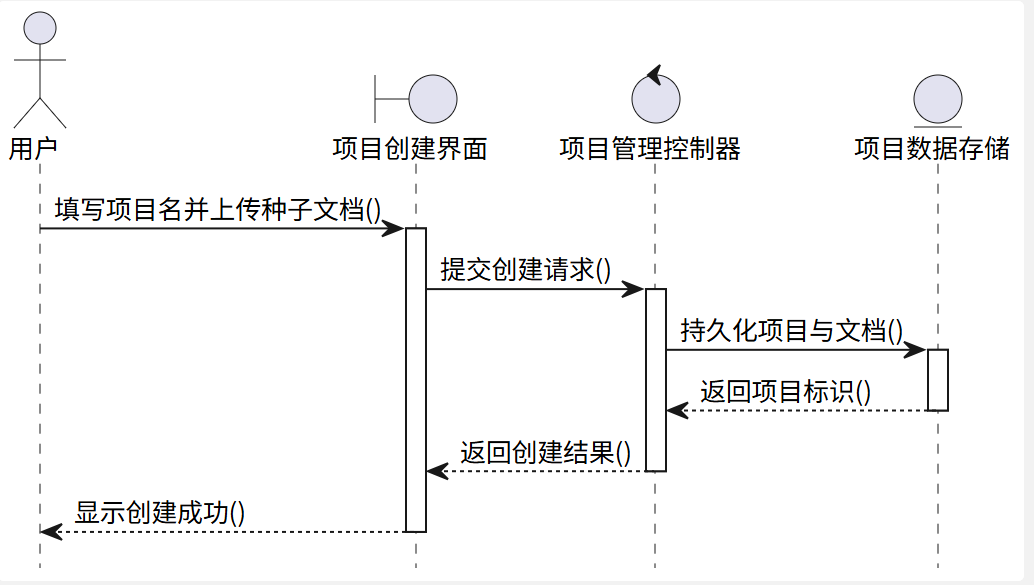 用户
项目创建界面
项目管理控制器
项目数据存储
填写项目名并上传种子文档()
提交创建请求()
持久化项目与文档()
返回项目标识()
返回创建结果()
显示创建成功()